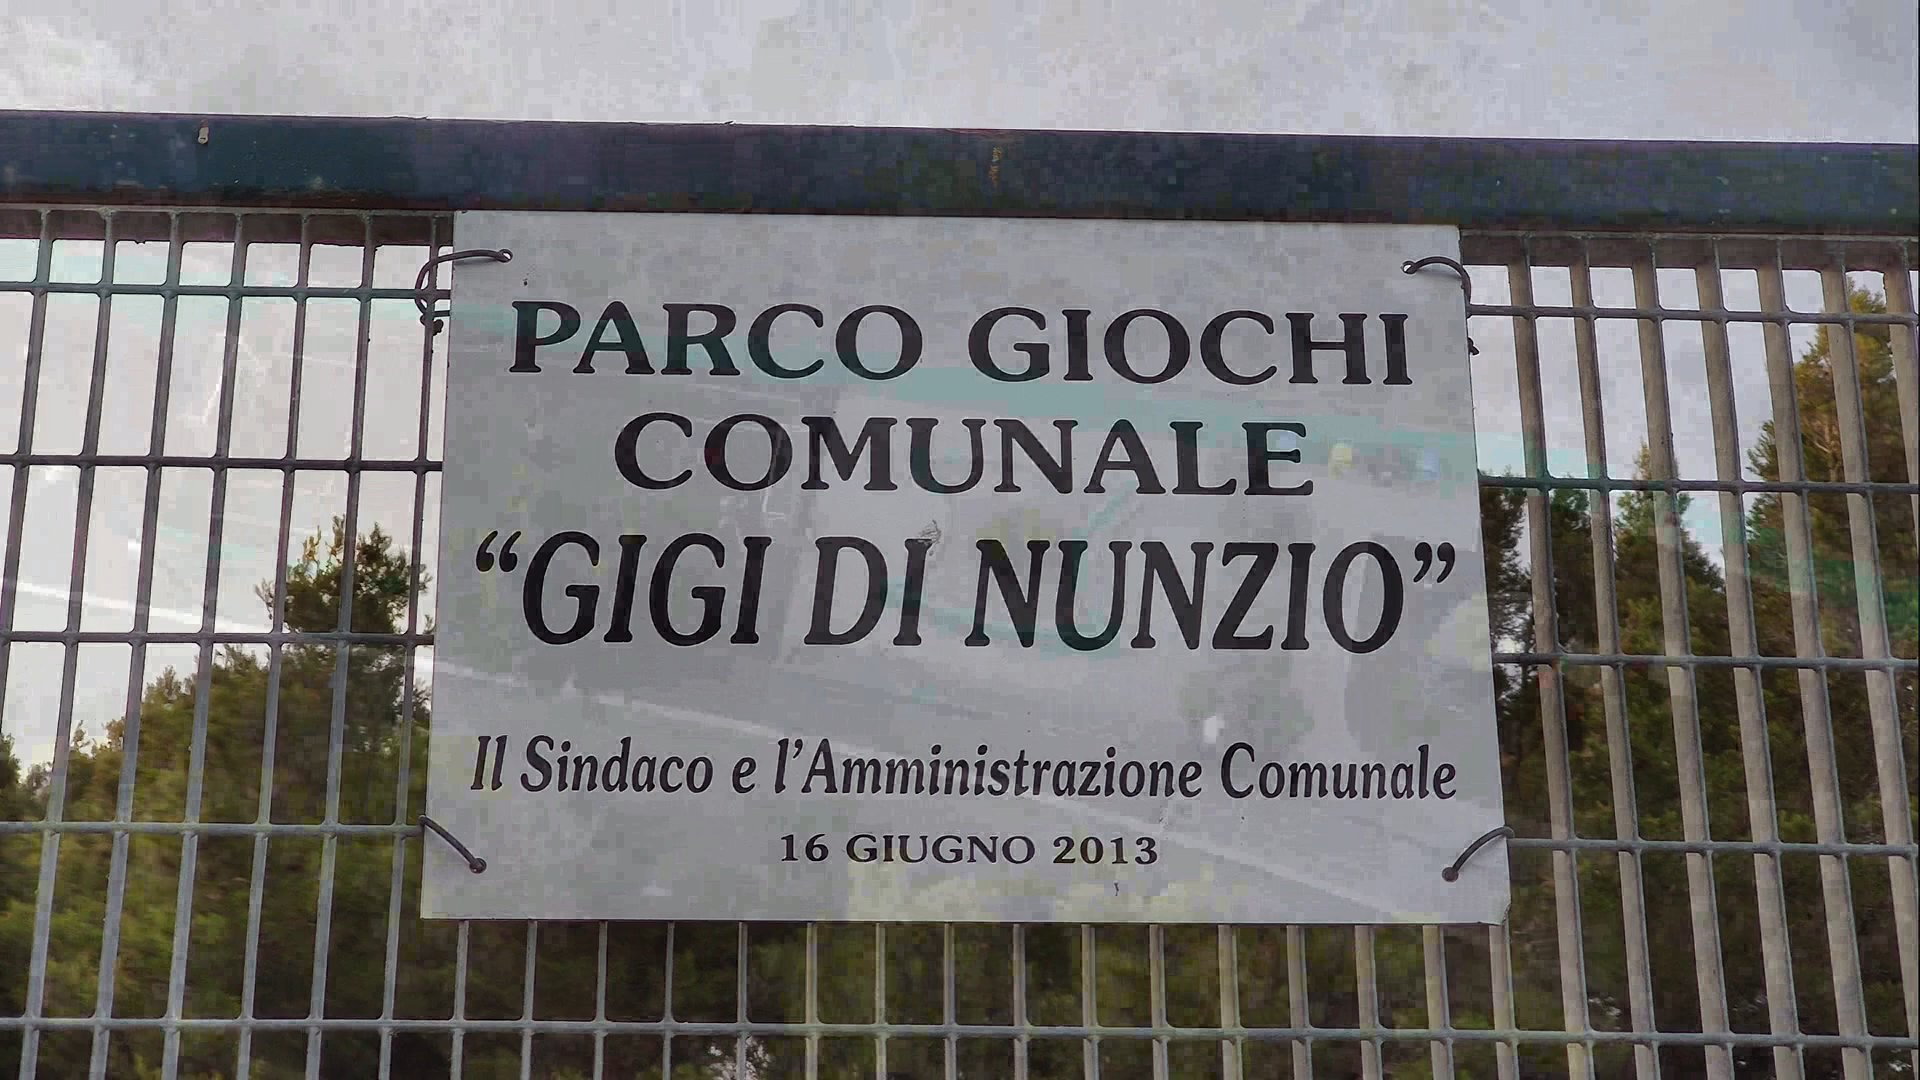 PARCO GIOCHI
COMUNALE
“GIGI DI NUNZIO”
Il Sindaco e l’Amministrazione Comunale
16 GIUGNO 2013